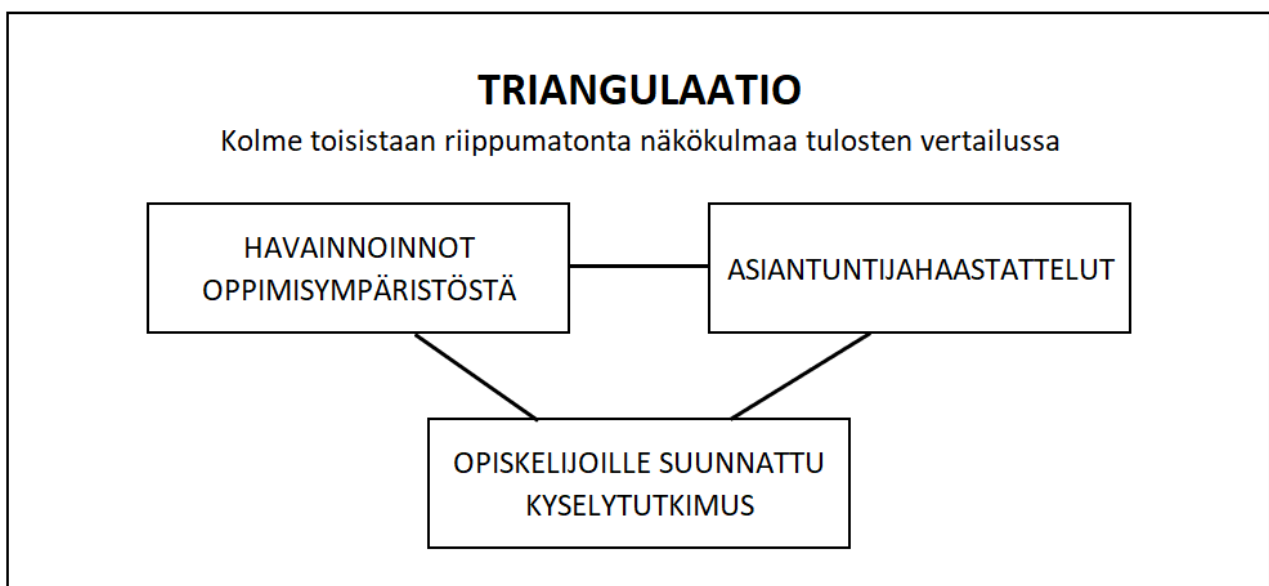 TRIANGULAATIO
Kolme toisistaan riippumatonta näkökulmaa tulosten vertailussa
HAVAINNOINNOT
OPPIMISYMPÄRISTÖSTÄ
ASIANTUNTIJAHAASTATTELUT
OPISKELIJOILLE SUUNNATTU
KYSELYTUTKIMUS